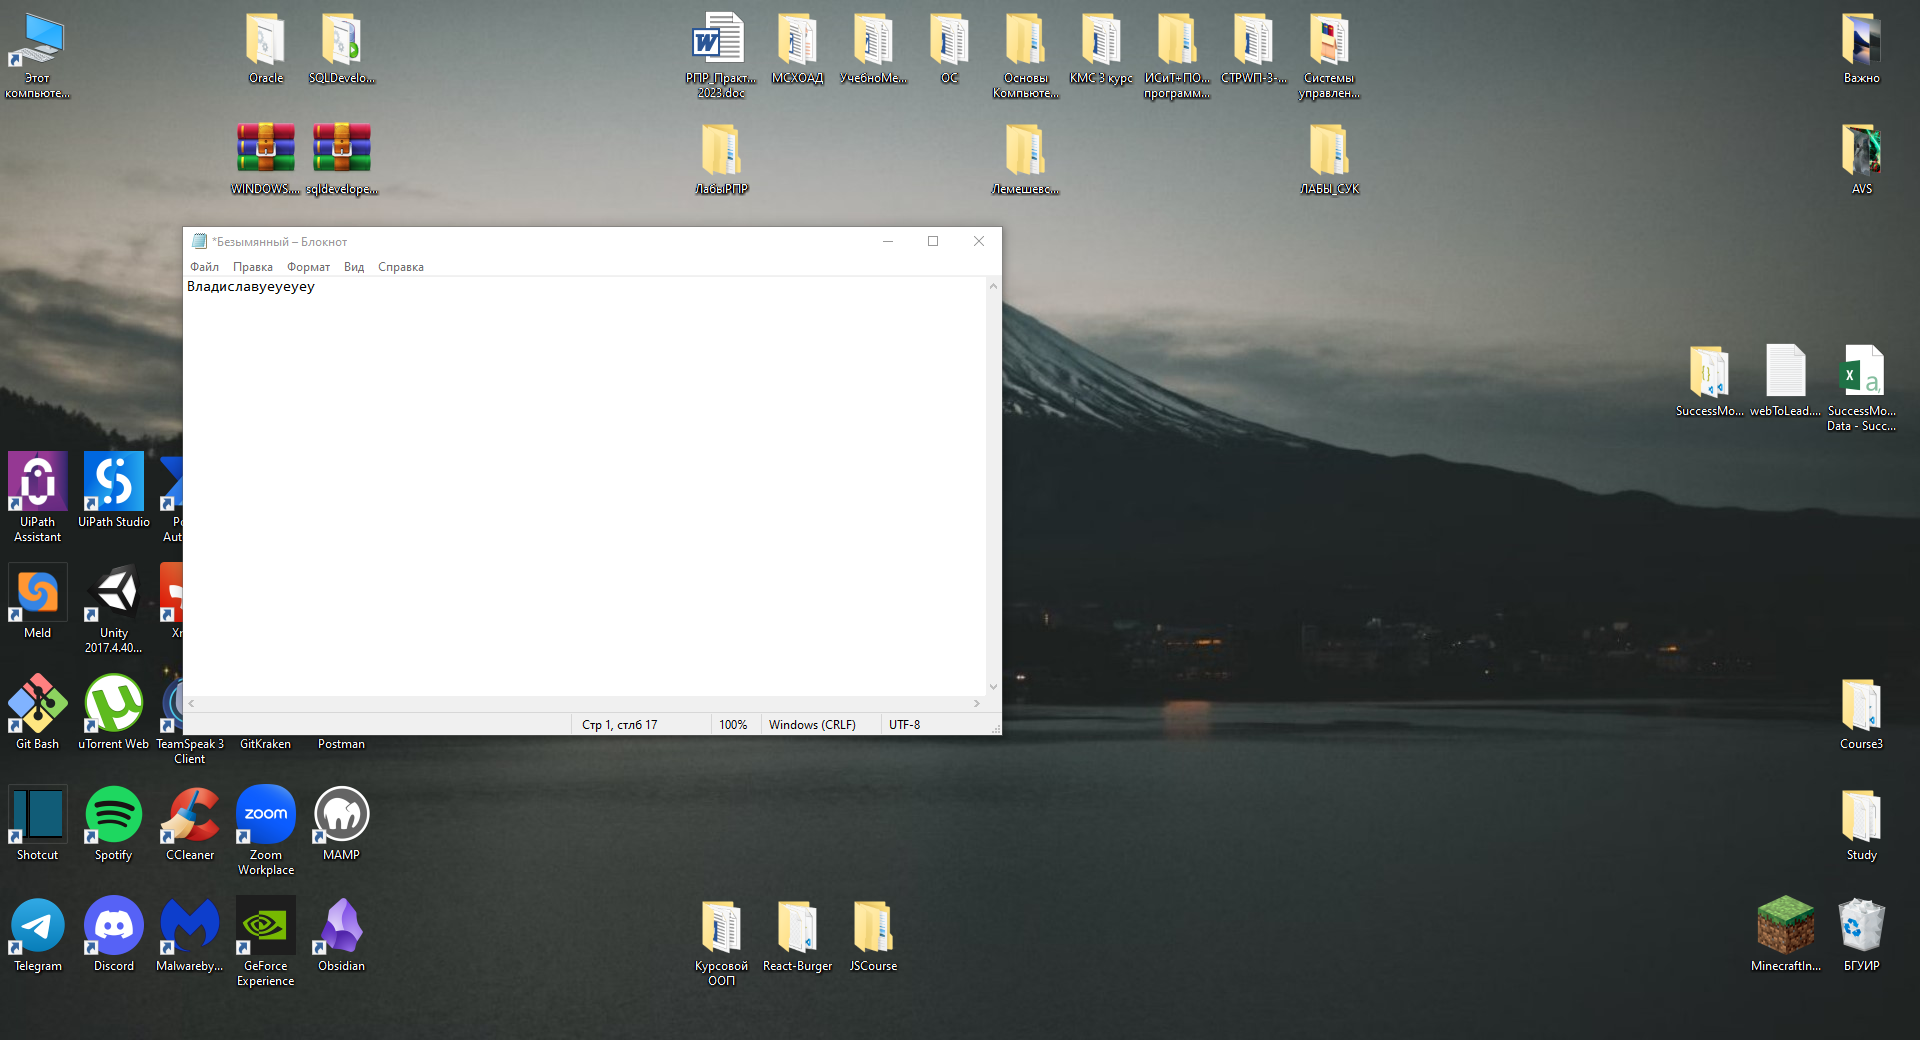 Этот
компьюте...
Oracle
SQLDevelo...
РПР_Практ...
2023.doc
МСХОАД
УчебноМе...
ОС
Основы
Компьюте...
КМС 3 курс
ИСиТ+ПО...
программ...
СТРWП-3-...
Системы
управлен...
Важно
WINDOWS....
sqldevelope...
ЛабыРПР
Лемешевс...
ЛАБЫ_СУК
AVS
*Безымянный – Блокнот
Файл Правка Формат Вид Справка
Владиславуеуеуеу
Стр 1, стлб 17 100% Windows (CRLF) UTF-8
SuccessMo...
webToLead....
SuccessMo...
Data - Succ...
UiPath
Assistant
UiPath Studio
Meld
Unity
2017.4.40...
Git Bash
uTorrent Web
TeamSpeak 3
Client
GitKraken
Postman
Course3
Shotcut
Spotify
CCleaner
zoom
Zoom
Workplace
MAMP
Study
Telegram
Discord
Malwareby...
GeForce
Experience
Obsidian
Курсовой
ООП
React-Burger
JSCourse
MinecraftIn...
БГУИР